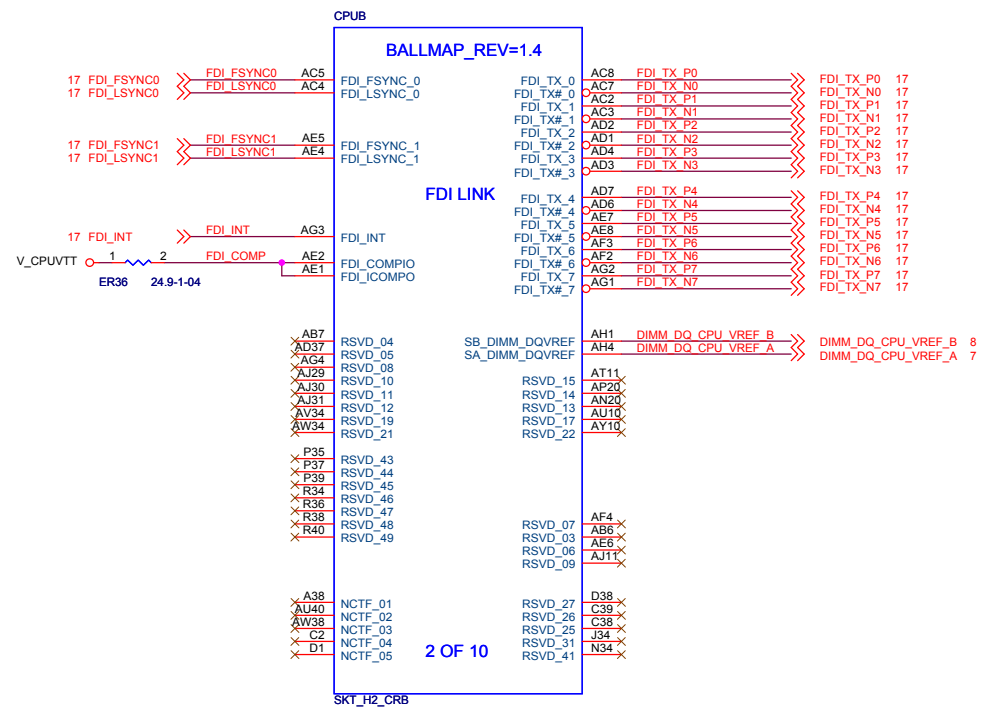 CPUB
BALLMAP_REV=1.4
17 FDI_FSYNC0 FDI_FSYNC0 AC5 FDI_FSYNC_0
17 FDI_LSYNC0 FDI_LSYNC0 AC4 FDI_LSYNC_0
17 FDI_FSYNC1 FDI_FSYNC1 AE5 FDI_FSYNC_1
17 FDI_LSYNC1 FDI_LSYNC1 AE4 FDI_LSYNC_1
FDI LINK
17 FDI_INT FDI_INT AG3 FDI_INT
V_CPUVTT 1 2 FDI_COMP AE2 FDI_COMPIO
AE1 FDI_ICOMPO
ER36 24.9-1-04
FDI_TX_0 AC8 FDI_TX_P0 FDI_TX_P0 17
FDI_TX#_0 AC7 FDI_TX_N0 FDI_TX_N0 17
FDI_TX_1 AC2 FDI_TX_P1 FDI_TX_P1 17
FDI_TX#_1 AC3 FDI_TX_N1 FDI_TX_N1 17
FDI_TX_2 AD2 FDI_TX_P2 FDI_TX_P2 17
FDI_TX#_2 AD1 FDI_TX_N2 FDI_TX_N2 17
FDI_TX_3 AD4 FDI_TX_P3 FDI_TX_P3 17
FDI_TX#_3 AD3 FDI_TX_N3 FDI_TX_N3 17
FDI_TX_4 AD7 FDI_TX_P4 FDI_TX_P4 17
FDI_TX#_4 AD6 FDI_TX_N4 FDI_TX_N4 17
FDI_TX_5 AE7 FDI_TX_P5 FDI_TX_P5 17
FDI_TX#_5 AE8 FDI_TX_N5 FDI_TX_N5 17
FDI_TX_6 AF3 FDI_TX_P6 FDI_TX_P6 17
FDI_TX#_6 AF2 FDI_TX_N6 FDI_TX_N6 17
FDI_TX_7 AG2 FDI_TX_P7 FDI_TX_P7 17
FDI_TX#_7 AG1 FDI_TX_N7 FDI_TX_N7 17
AB7 RSVD_04
AD37 RSVD_05
AG4 RSVD_08
AJ29 RSVD_10
AJ30 RSVD_11
AJ31 RSVD_12
AV34 RSVD_19
AW34 RSVD_21
SB_DIMM_DQVREF AH1 DIMM_DQ_CPU_VREF_B DIMM_DQ_CPU_VREF_B 8
SA_DIMM_DQVREF AH4 DIMM_DQ_CPU_VREF_A DIMM_DQ_CPU_VREF_A 7
RSVD_15 AT11
RSVD_14 AP20
RSVD_13 AN20
RSVD_17 AU10
RSVD_22 AY10
P35 RSVD_43
P37 RSVD_44
P39 RSVD_45
R34 RSVD_46
R36 RSVD_47
R38 RSVD_48
R40 RSVD_49
RSVD_07 AF4
RSVD_03 AB6
RSVD_06 AE6
RSVD_09 AJ11
A38 NCTF_01
AU40 NCTF_02
AW38 NCTF_03
C2 NCTF_04
D1 NCTF_05
RSVD_27 D38
RSVD_26 C39
RSVD_25 C38
RSVD_31 J34
RSVD_41 N34
2 OF 10
SKT_H2_CRB